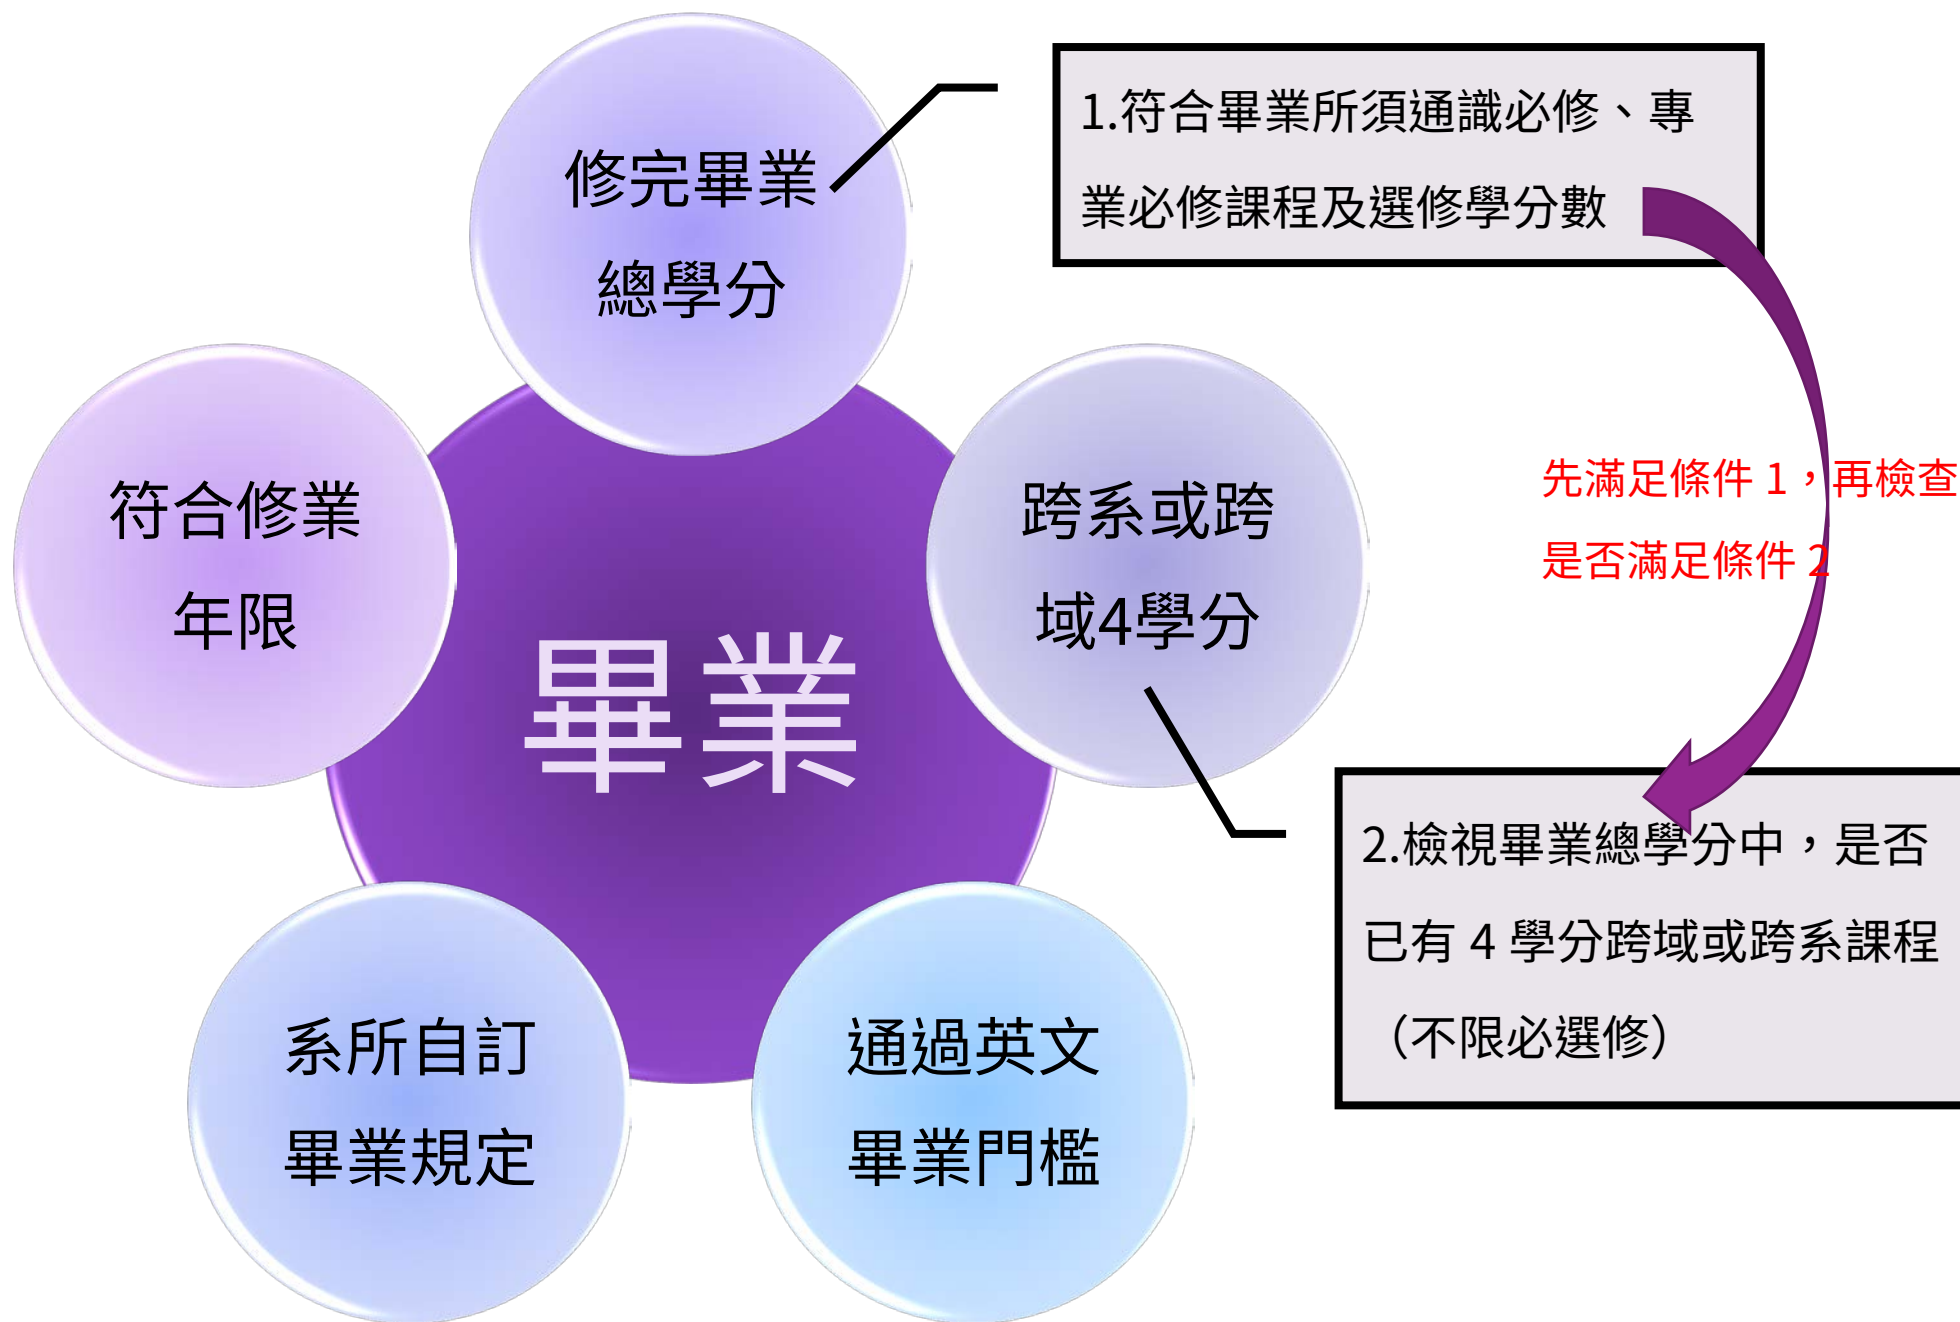 修完畢業
總學分
1.符合畢業所須通識必修、專
業必修課程及選修學分數
符合修業
年限
跨系或跨
域4學分
先滿足條件 1,再檢查
是否滿足條件 2
畢業
2.檢視畢業總學分中,是否
已有 4 學分跨域或跨系課程
(不限必選修)
系所自訂
畢業規定
通過英文
畢業門檻